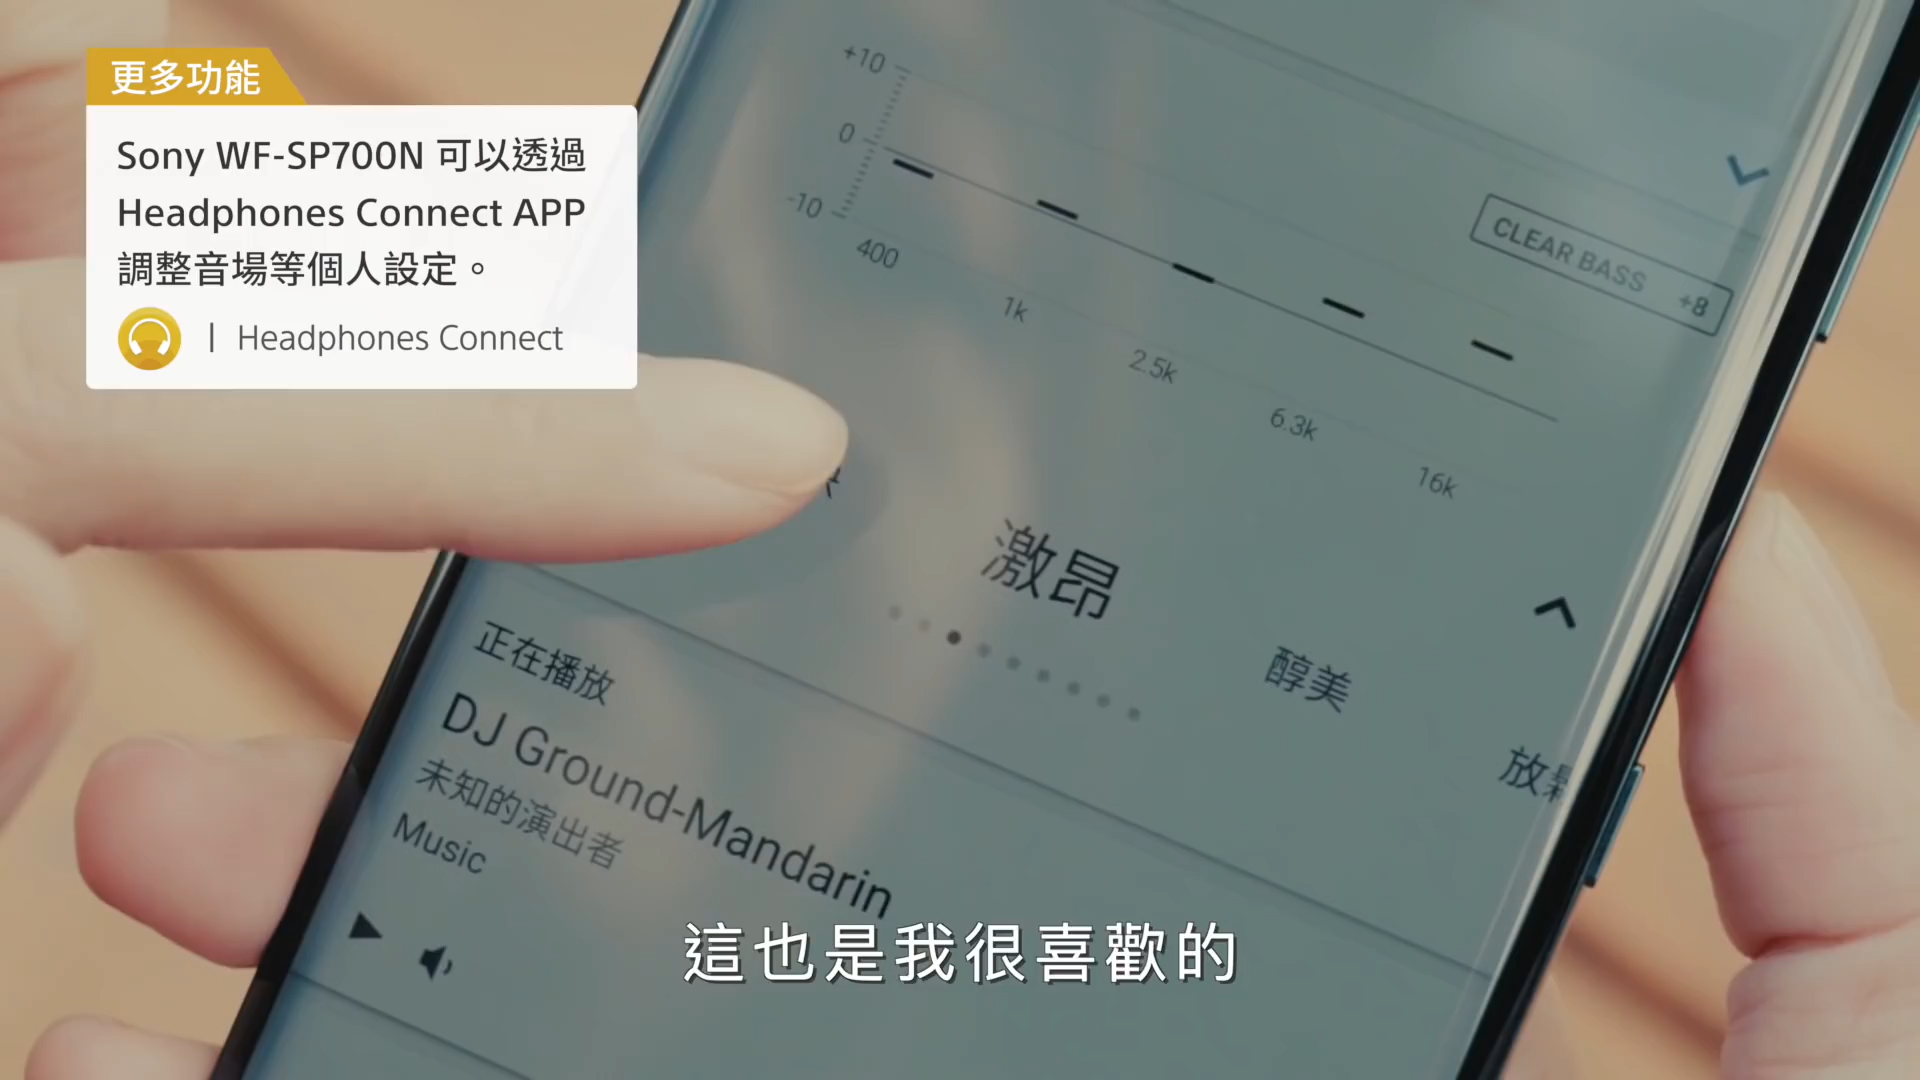 更多功能
Sony WF-SP700N 可以透過
Headphones Connect APP
調整音場等個人設定。
| Headphones Connect
+10
0
-10
400
1k
2.5k
6.3k
16k
CLEAR BASS +8
激昂
醇美
放鬆
正在播放
DJ Ground-Mandarin
未知的演出者
Music
這也是我很喜歡的